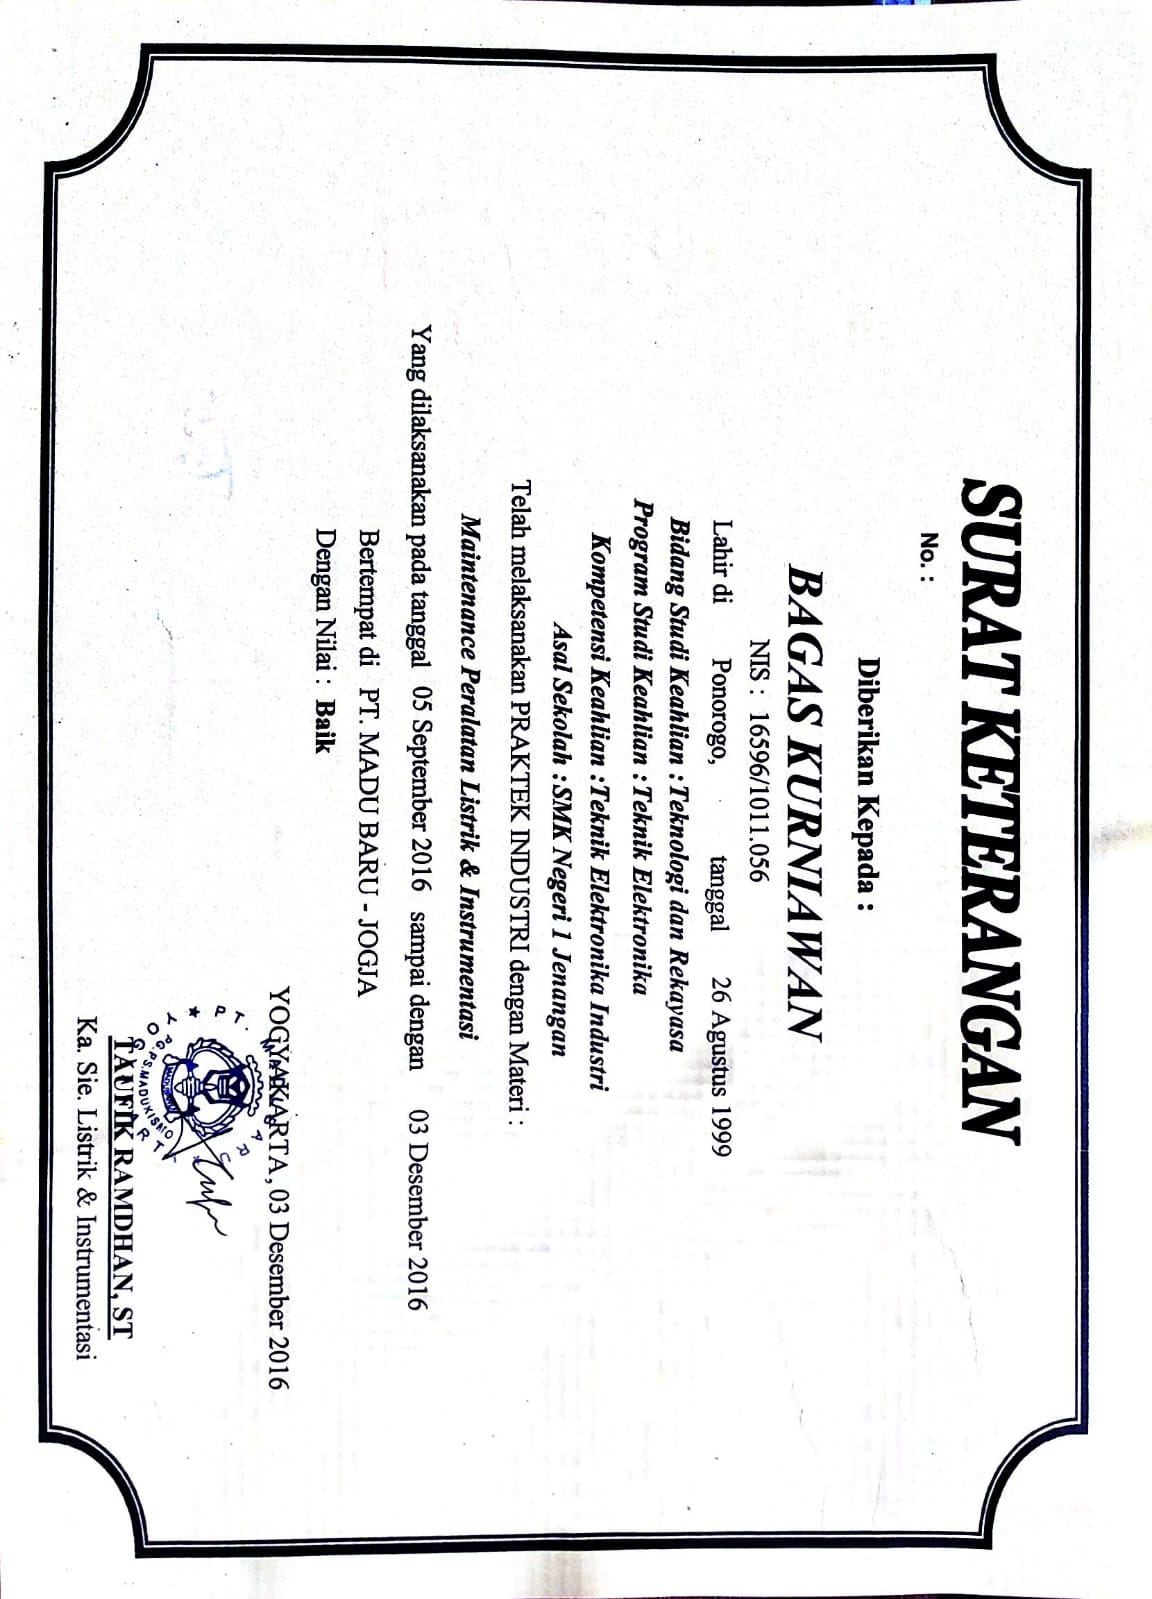 SURAT KETERANGAN
No. :
Diberikan Kepada :
BAGAS KURNIAWAN
NIS : 16596/1011.056
Lahir di Ponorogo, tanggal 26 Agustus 1999
Bidang Studi Keahlian : Teknologi dan Rekayasa
Program Studi Keahlian : Teknik Elektronika
Kompetensi Keahlian : Teknik Elektronika Industri
Asal Sekolah : SMK Negeri 1 Jenangan
Telah melaksanakan PRAKTEK INDUSTRI dengan Materi :
Maintenance Peralatan Listrik & Instrumentasi
Yang dilaksanakan pada tanggal 05 September 2016 sampai dengan 03 Desember 2016
Bertempat di PT. MADU BARU - JOGJA
Dengan Nilai : Baik
YOGYAKARTA, 03 Desember 2016
PT. MADU BARU
PG.PS.MADUKISMO
YOGYAKARTA
TAUFIK RAMDHAN, ST
Ka. Sie. Listrik & Instrumentasi